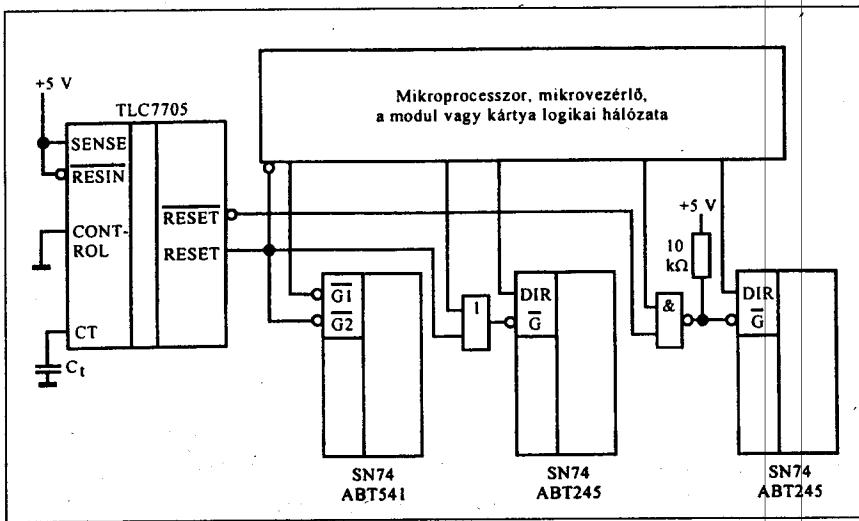 Mikroprocesszor, mikrovezérlő,
a modul vagy kártya logikai hálózata
+5 V
TLC7705
SENSE
RESIN
CONT-
ROL
CT
Ct
RESET
RESET
G1
G2
SN74
ABT541
1
DIR
G
SN74
ABT245
&
+5 V
10
kΩ
DIR
G
SN74
ABT245